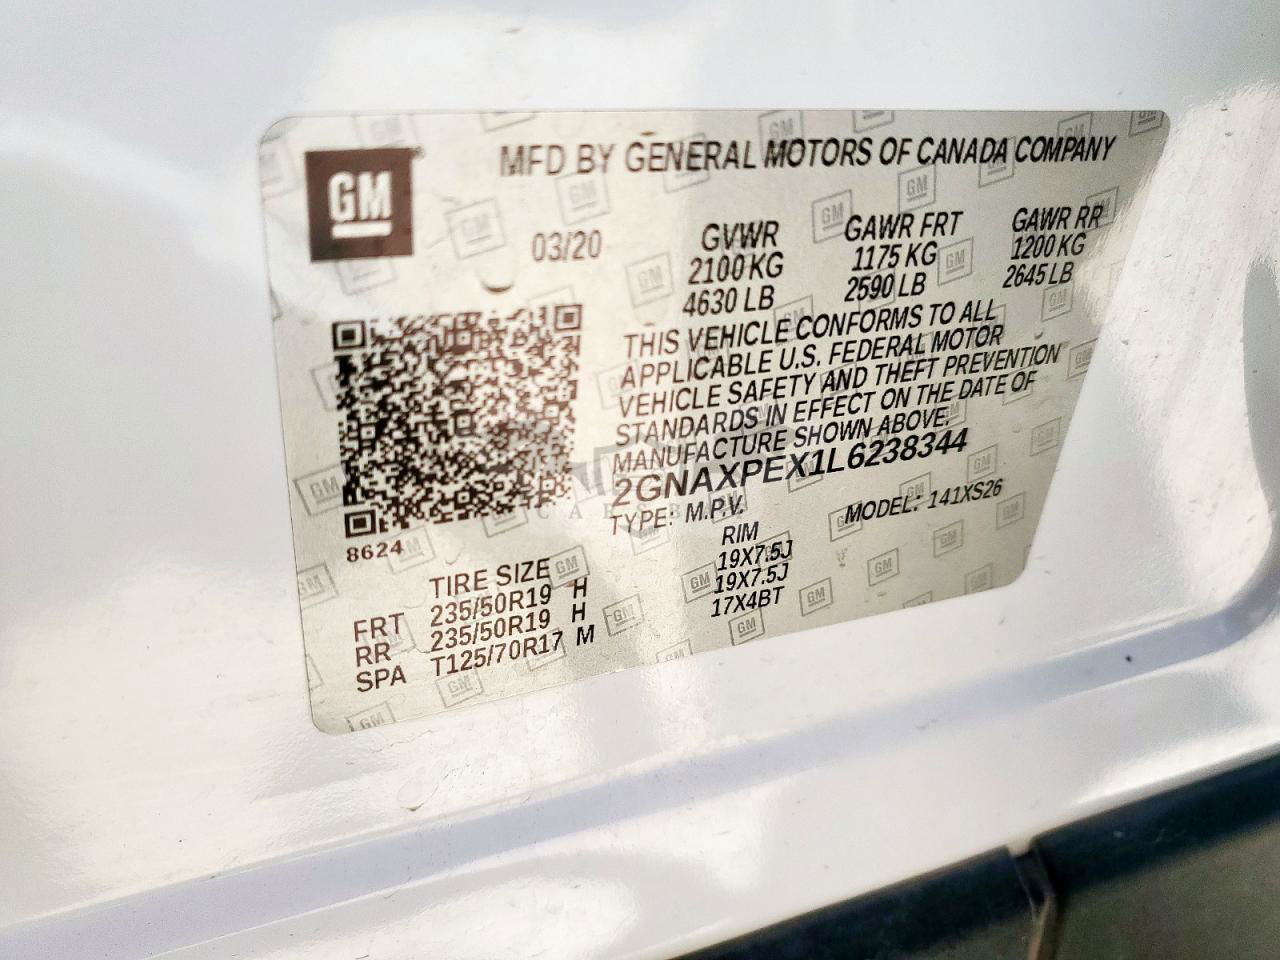 GM
MFD BY GENERAL MOTORS OF CANADA COMPANY
03/20
GVWR GAWR FRT GAWR RR
2100 KG 1175 KG 1200 KG
4630 LB 2590 LB 2645 LB
THIS VEHICLE CONFORMS TO ALL
APPLICABLE U.S. FEDERAL MOTOR
VEHICLE SAFETY AND THEFT PREVENTION
STANDARDS IN EFFECT ON THE DATE OF
MANUFACTURE SHOWN ABOVE.
2GNAXPEX1L6238344
TYPE: M.P.V. MODEL: 141XS26
8624
TIRE SIZE RIM
FRT 235/50R19 H 19X7.5J
RR 235/50R19 H 19X7.5J
SPA T125/70R17 M 17X4BT